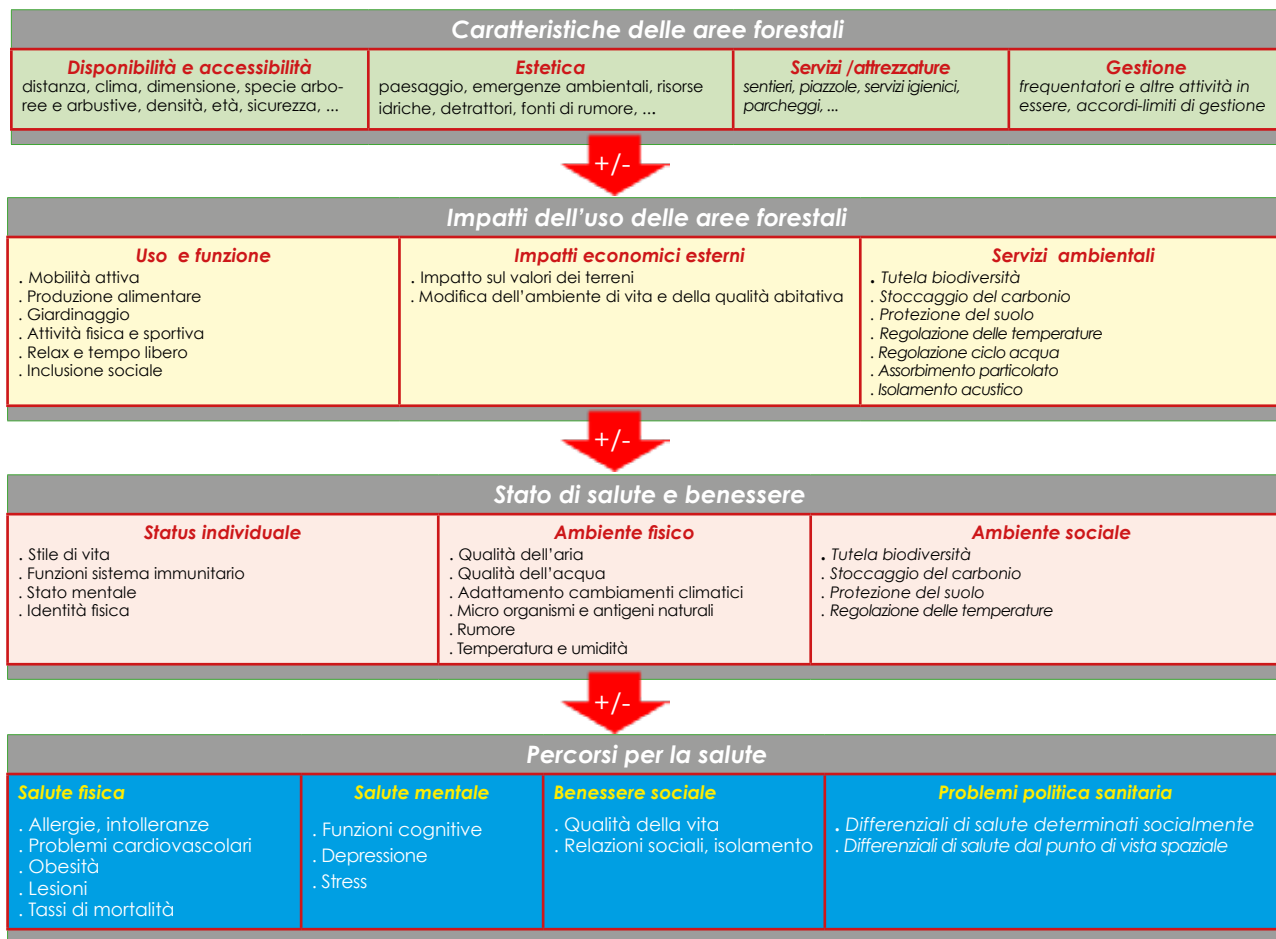 Caratteristiche delle aree forestali
Disponibilità e accessibilità
distanza, clima, dimensione, specie arbo-
ree e arbustive, densità, età, sicurezza, ...
Estetica
paesaggio, emergenze ambientali, risorse
idriche, detrattori, fonti di rumore, ...
Servizi /attrezzature
sentieri, piazzole, servizi igienici,
parcheggi, ...
Gestione
frequentatori e altre attività in
essere, accordi-limiti di gestione
+/-
Impatti dell'uso delle aree forestali
Uso e funzione
. Mobilità attiva
. Produzione alimentare
. Giardinaggio
. Attività fisica e sportiva
. Relax e tempo libero
. Inclusione sociale
Impatti economici esterni
. Impatto sul valori dei terreni
. Modifica dell'ambiente di vita e della qualità abitativa
Servizi ambientali
. Tutela biodiversità
. Stoccaggio del carbonio
. Protezione del suolo
. Regolazione delle temperature
. Regolazione ciclo acqua
. Assorbimento particolato
. Isolamento acustico
+/-
Stato di salute e benessere
Status individuale
. Stile di vita
. Funzioni sistema immunitario
. Stato mentale
. Identità fisica
Ambiente fisico
. Qualità dell'aria
. Qualità dell'acqua
. Adattamento cambiamenti climatici
. Micro organismi e antigeni naturali
. Rumore
. Temperatura e umidità
Ambiente sociale
. Tutela biodiversità
. Stoccaggio del carbonio
. Protezione del suolo
. Regolazione delle temperature
+/-
Percorsi per la salute
Salute fisica
. Allergie, intolleranze
. Problemi cardiovascolari
. Obesità
. Lesioni
. Tassi di mortalità
Salute mentale
. Funzioni cognitive
. Depressione
. Stress
Benessere sociale
. Qualità della vita
. Relazioni sociali, isolamento
Problemi politica sanitaria
. Differenziali di salute determinati socialmente
. Differenziali di salute dal punto di vista spaziale